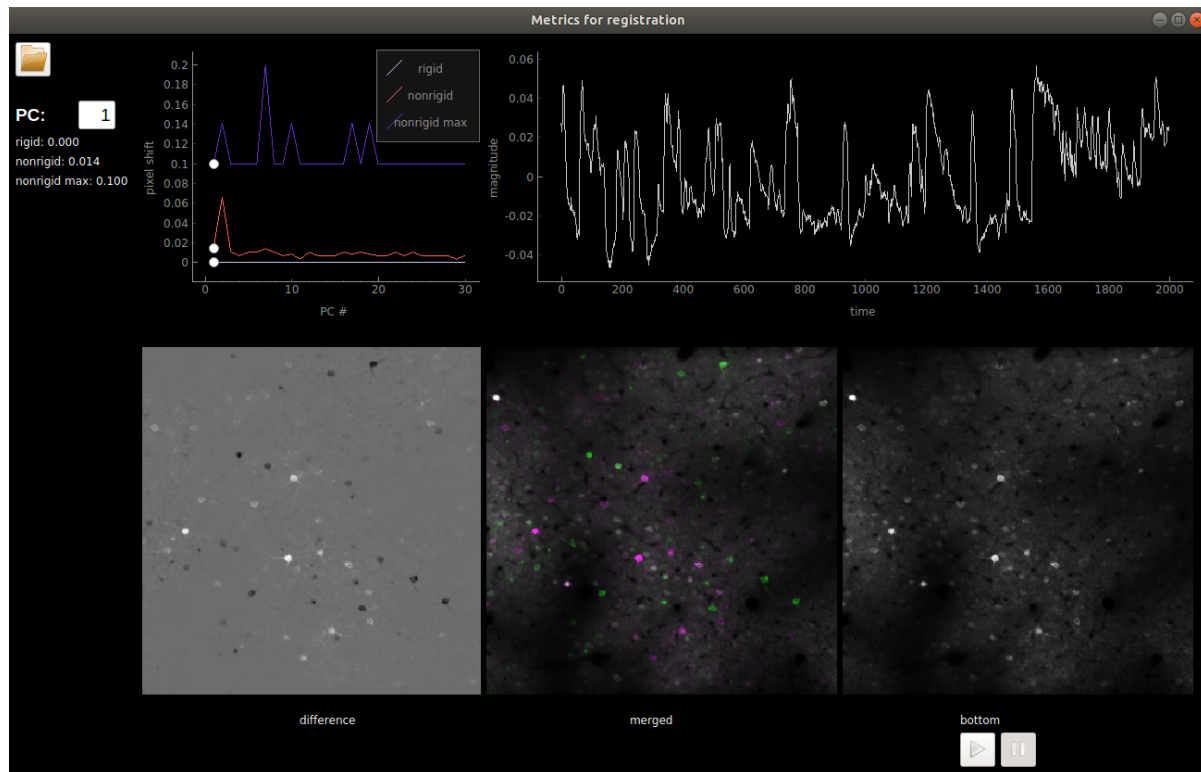 Metrics for registration
PC: 1
rigid: 0.000
nonrigid: 0.014
nonrigid max: 0.100
pixel shift
0.2
0.18
0.16
0.14
0.12
0.1
0.08
0.06
0.04
0.02
0
rigid
nonrigid
nonrigid max
0 10 20 30
PC #
magnitude
0.06
0.04
0.02
0
-0.02
-0.04
0 200 400 600 800 1000 1200 1400 1600 1800 2000
time
difference merged bottom